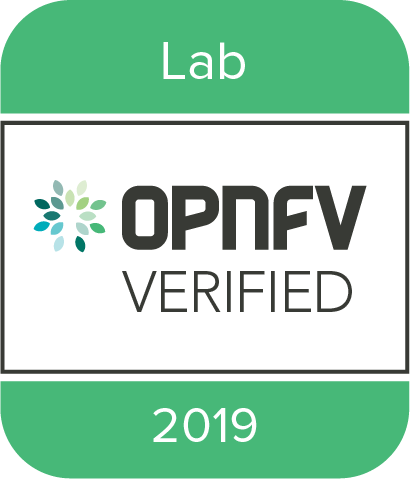 Lab
OPNFV
VERIFIED
2019